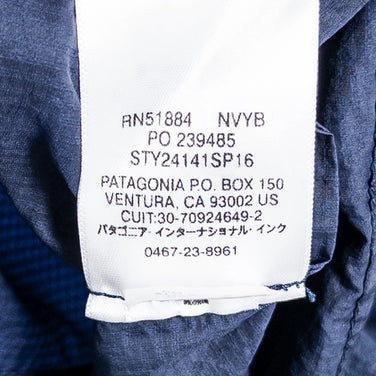 RN51884 NVYB
PO 239485
STY24141SP16
PATAGONIA P.O. BOX 150
VENTURA, CA 93002 US
CUIT:30-70924649-2
パタゴニア・インターナショナル・インク
0467-23-8961